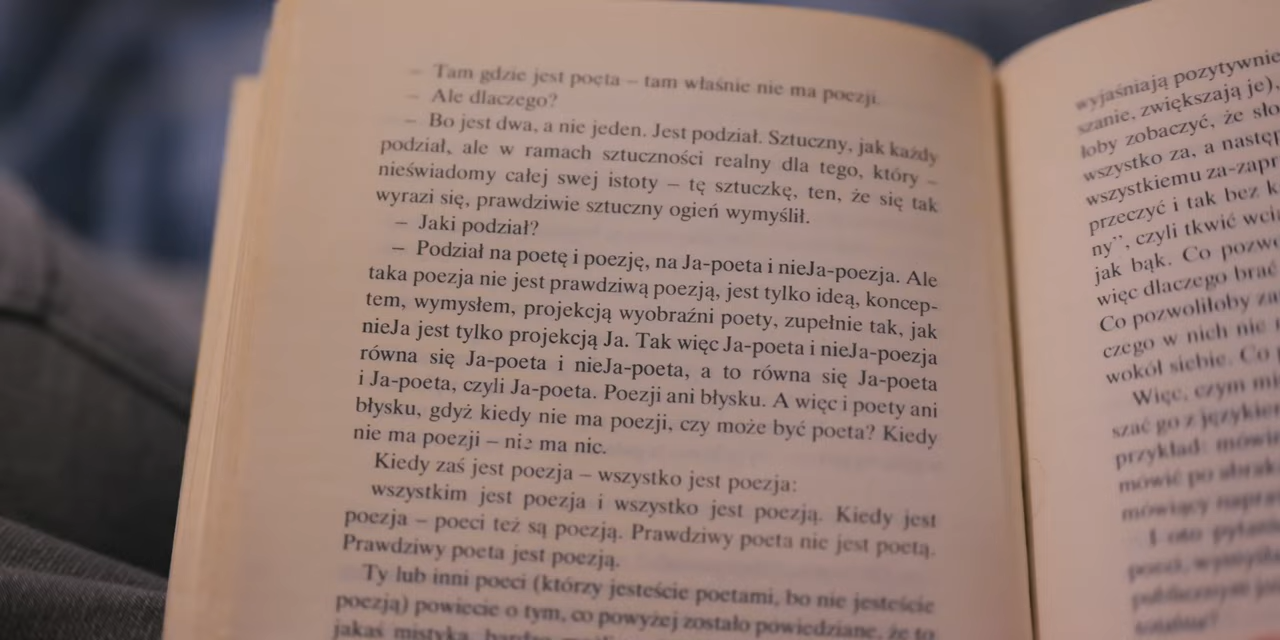 – Tam gdzie jest poeta – tam właśnie nie ma poezji.
– Ale dlaczego?
– Bo jest dwa, a nie jeden. Jest podział. Sztuczny, jak każdy
podział, ale w ramach sztuczności realny dla tego, który –
nieświadomy całej swej istoty – tę sztuczkę, ten, że się tak
wyrazi się, prawdziwie sztuczny ogień wymyślił.
– Jaki podział?
– Podział na poetę i poezję, na Ja-poeta i nieJa-poezja. Ale
taka poezja nie jest prawdziwą poezją, jest tylko ideą, koncep-
tem, wymysłem, projekcją wyobraźni poety, zupełnie tak, jak
nieJa jest tylko projekcją Ja. Tak więc Ja-poeta i nieJa-poezja
równa się Ja-poeta i nieJa-poeta, a to równa się Ja-poeta
i Ja-poeta, czyli Ja-poeta. Poezji ani błysku. A więc i poety ani
błysku, gdyż kiedy nie ma poezji, czy może być poeta? Kiedy
nie ma poezji – nie ma nic.
Kiedy zaś jest poezja – wszystko jest poezja:
wszystkim jest poezja i wszystko jest poezją. Kiedy jest
poezja – poeci też są poezją. Prawdziwy poeta nie jest poetą.
Prawdziwy poeta jest poezją.
Ty lub inni poeci (którzy jesteście poetami, bo nie jesteście
poezją) powiecie o tym, co powyżej zostało powiedziane, że to
jakaś mistyka, bardzo
wyjaśniają pozytywnie
szanie, zwiększają je),
łoby zobaczyć, że sło
wszystko za, a następ
wszystkiemu za-zapr
przeczyć i tak bez k
ny”, czyli tkwić wcią
jak bąk. Co pozwo
więc dlaczego brać
Co pozwoliłoby za
czego w nich nie
wokół siebie. Co
Więc, czym mi
szać go z językiem
przykład: mówi
mówić po
mówiący
I oto pytani